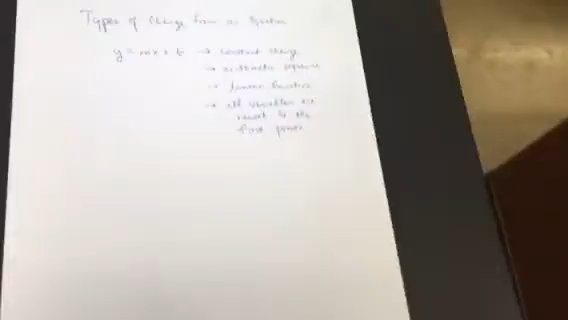 Types of Change from an Equation
y = mx + b → constant change
→ arithmetic sequence
→ linear function
→ all variables are
raised to the
first power